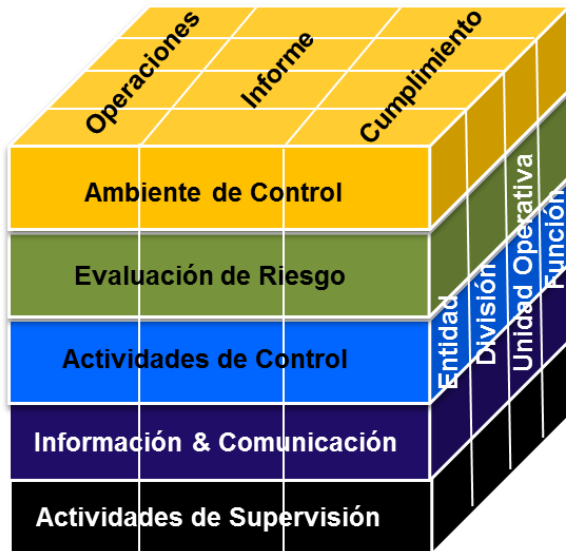 Operaciones
Informe
Cumplimiento
Ambiente de Control
Evaluación de Riesgo
Actividades de Control
Información & Comunicación
Actividades de Supervisión
Entidad
División
Unidad Operativa
Función